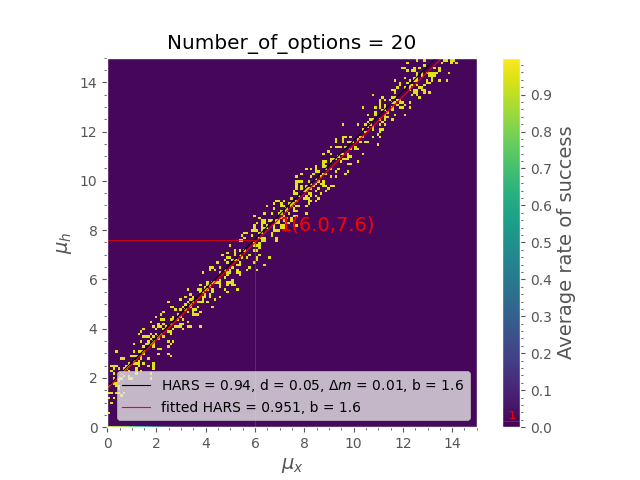 Number_of_options = 20
14
12
10
8
6
4
2
0
μh
1(6.0,7.6)
HARS = 0.94, d = 0.05, Δm = 0.01, b = 1.6
fitted HARS = 0.951, b = 1.6
0 2 4 6 8 10 12 14
μx
0.9
0.8
0.7
0.6
0.5
0.4
0.3
0.2
0.1
0.0
1
Average rate of success